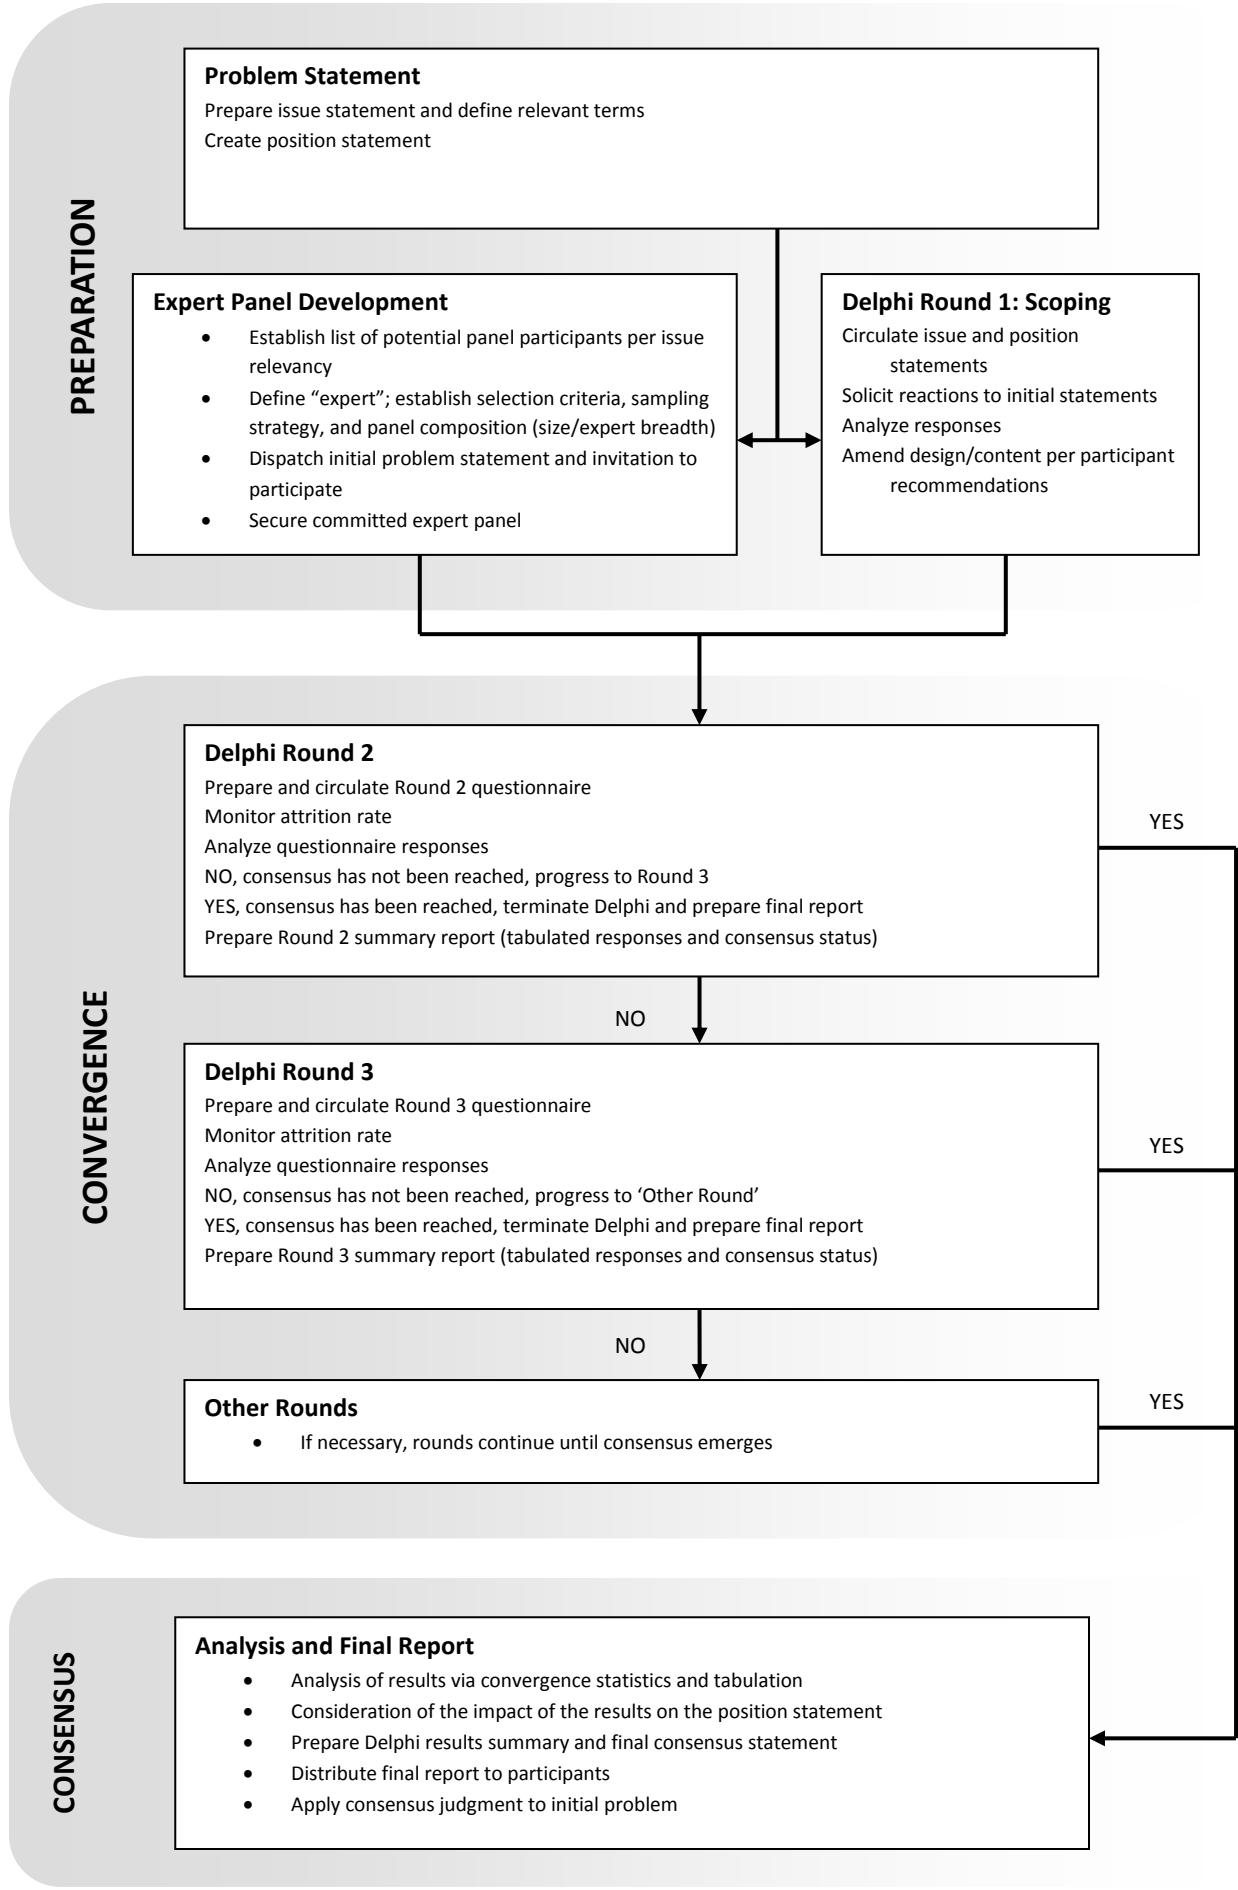 PREPARATION
Problem Statement
Prepare issue statement and define relevant terms
Create position statement
Expert Panel Development
• Establish list of potential panel participants per issue
relevancy
• Define “expert”; establish selection criteria, sampling
strategy, and panel composition (size/expert breadth)
• Dispatch initial problem statement and invitation to
participate
• Secure committed expert panel
Delphi Round 1: Scoping
Circulate issue and position
statements
Solicit reactions to initial statements
Analyze responses
Amend design/content per participant
recommendations
CONVERGENCE
Delphi Round 2
Prepare and circulate Round 2 questionnaire
Monitor attrition rate
Analyze questionnaire responses
NO, consensus has not been reached, progress to Round 3
YES, consensus has been reached, terminate Delphi and prepare final report
Prepare Round 2 summary report (tabulated responses and consensus status)
YES
NO
Delphi Round 3
Prepare and circulate Round 3 questionnaire
Monitor attrition rate
Analyze questionnaire responses
NO, consensus has not been reached, progress to ‘Other Round’
YES, consensus has been reached, terminate Delphi and prepare final report
Prepare Round 3 summary report (tabulated responses and consensus status)
YES
NO
Other Rounds
• If necessary, rounds continue until consensus emerges
YES
CONSENSUS
Analysis and Final Report
• Analysis of results via convergence statistics and tabulation
• Consideration of the impact of the results on the position statement
• Prepare Delphi results summary and final consensus statement
• Distribute final report to participants
• Apply consensus judgment to initial problem